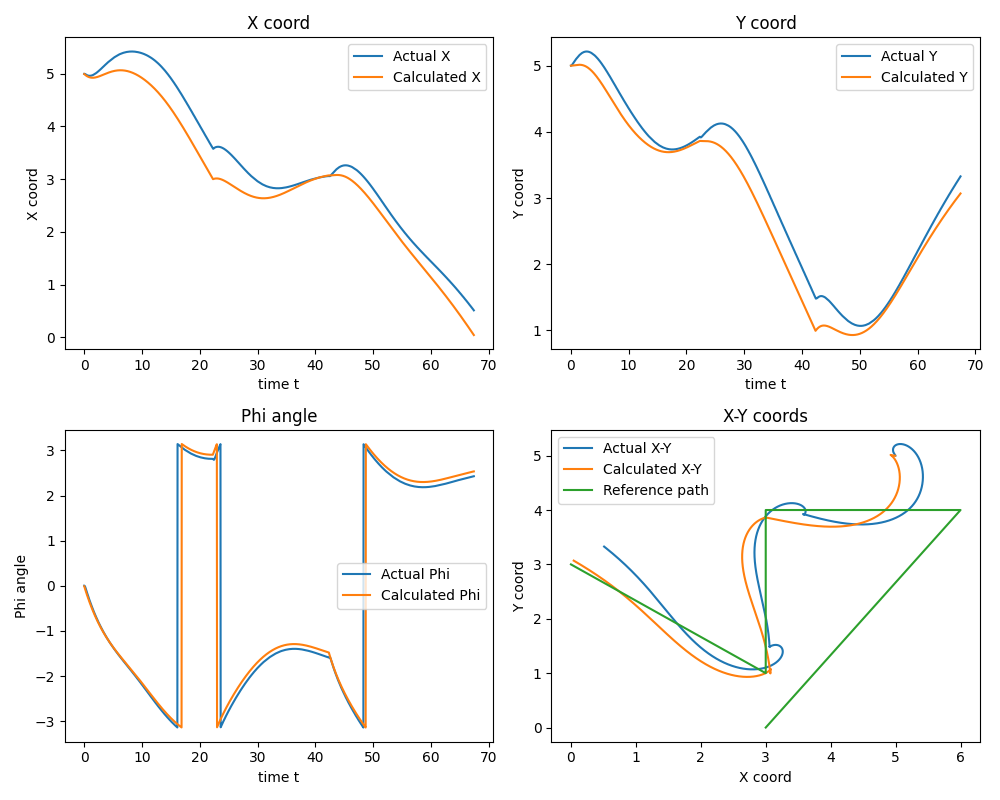 X coord
X coord
5
4
3
2
1
0
Actual X
Calculated X
0 10 20 30 40 50 60 70
time t
Y coord
Y coord
5
4
3
2
1
Actual Y
Calculated Y
0 10 20 30 40 50 60 70
time t
Phi angle
Phi angle
3
2
1
0
−1
−2
−3
Actual Phi
Calculated Phi
0 10 20 30 40 50 60 70
time t
X-Y coords
Y coord
5
4
3
2
1
0
Actual X-Y
Calculated X-Y
Reference path
0 1 2 3 4 5 6
X coord